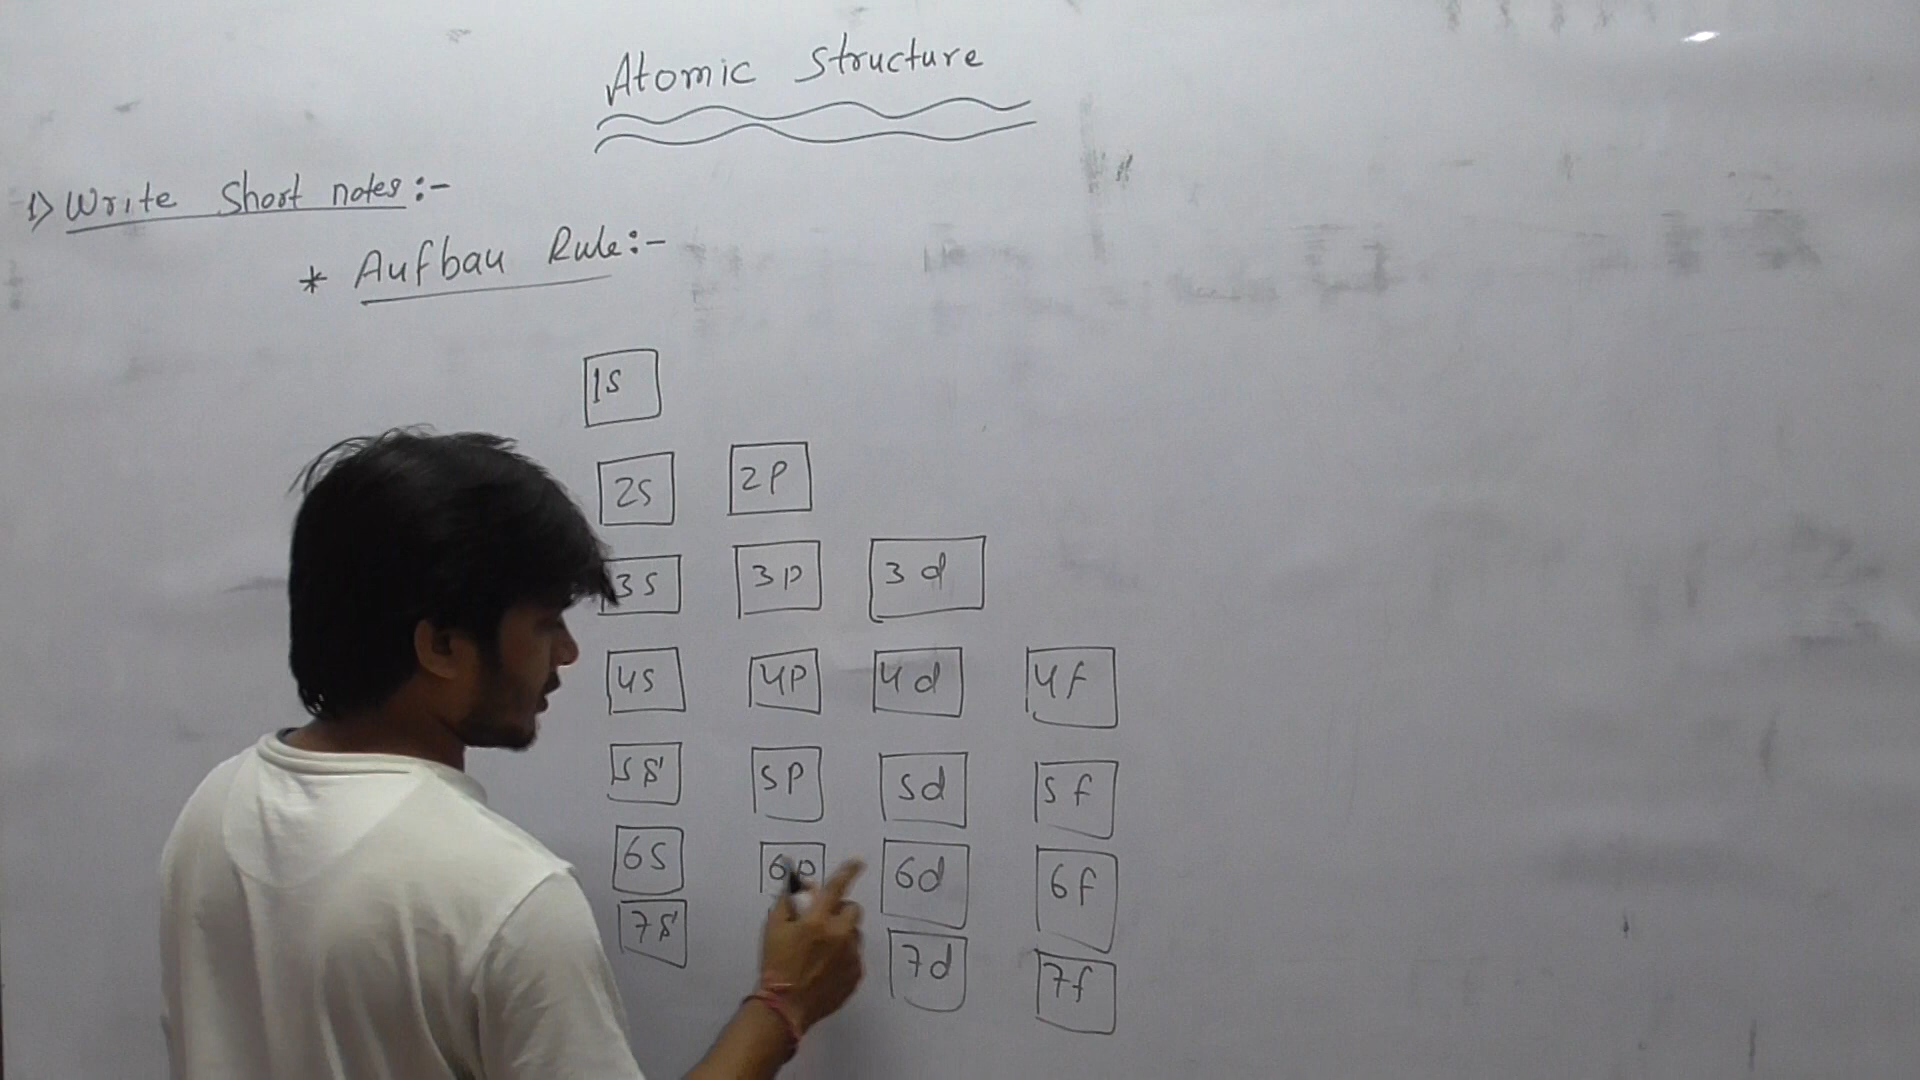 Atomic Structure
1) Write Short notes :-
* Aufbau Rule :-
1s
2s 2p
3s 3p 3d
4s 4p 4d 4f
5s 5p 5d 5f
6s 6p 6d 6f
7s 7d 7f